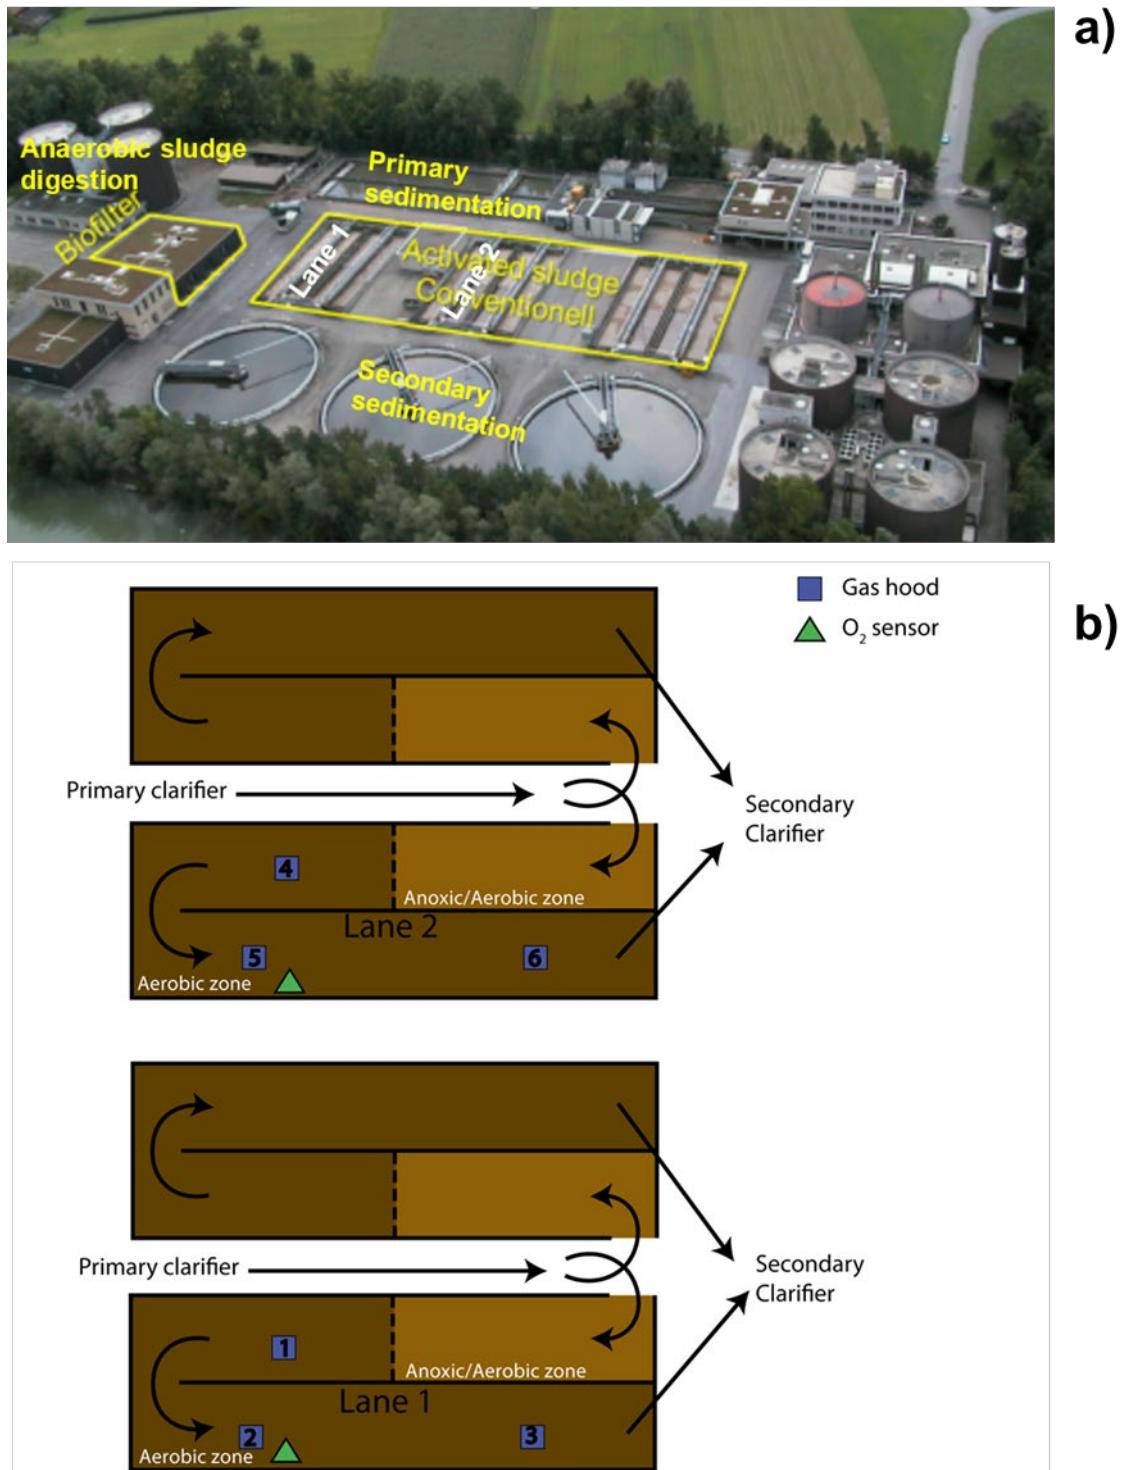 a)
Anaerobic sludge
digestion
Biofilter
Primary
sedimentation
Lane 1
Lane 2
Activated sludge
Conventionell
Secondary
sedimentation
b)
Gas hood
O2 sensor
Primary clarifier
Secondary
Clarifier
4
Anoxic/Aerobic zone
Lane 2
5
6
Aerobic zone
Primary clarifier
Secondary
Clarifier
1
Anoxic/Aerobic zone
Lane 1
2
3
Aerobic zone